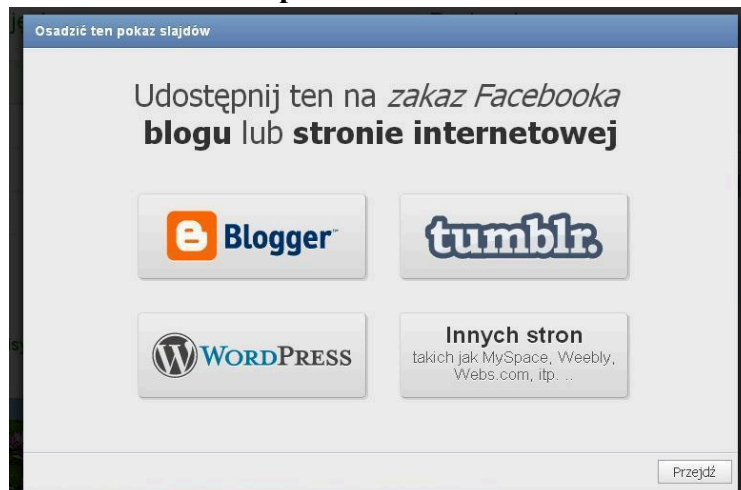 Osadzić ten pokaz slajdów
Udostępnij ten na zakaz Facebooka
blogu lub stronie internetowej
Blogger™
tumblr.
WORDPRESS
Innych stron
takich jak MySpace, Weebly,
Webs.com, itp. ...
Przejdź